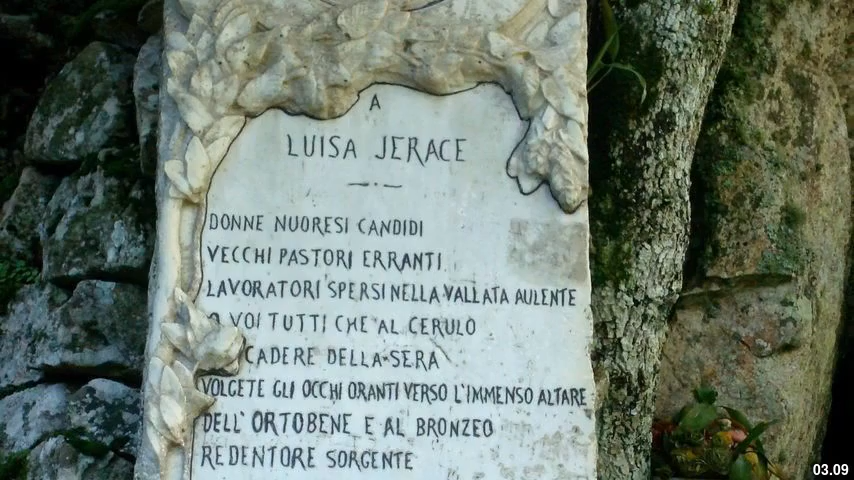 A
LUISA JERACE
DONNE NUORESI CANDIDI
VECCHI PASTORI ERRANTI
LAVORATORI SPERSI NELLA VALLATA AULENTE
O VOI TUTTI CHE AL CERULO
CADERE DELLA SERA
VOLGETE GLI OCCHI ORANTI VERSO L'IMMENSO ALTARE
DELL'ORTOBENE E AL BRONZEO
REDENTORE SORGENTE
03.09